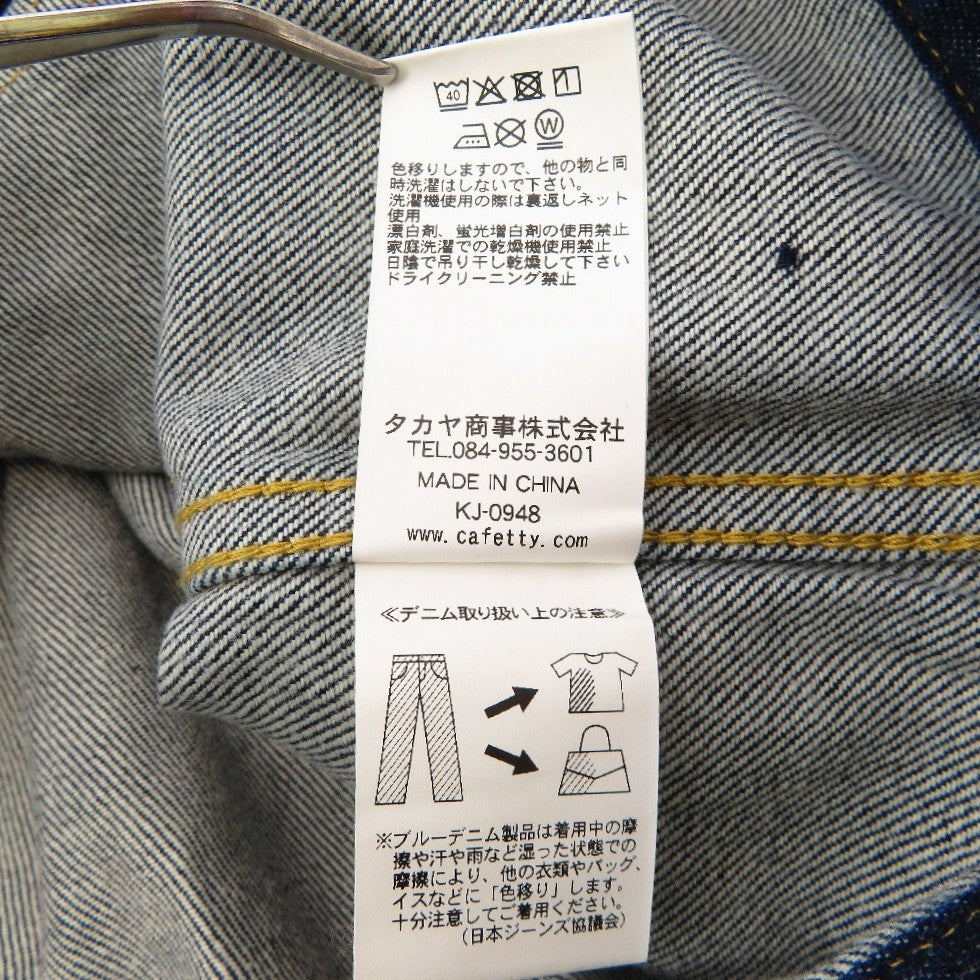 40
W
色移りしますので、他の物と同
時洗濯はしないで下さい。
洗濯機使用の際は裏返しネット
使用
漂白剤、蛍光増白剤の使用禁止
家庭洗濯での乾燥機使用禁止
日陰で吊り干し乾燥して下さい
ドライクリーニング禁止
タカヤ商事株式会社
TEL.084-955-3601
MADE IN CHINA
KJ-0948
www.cafetty.com
≪デニム取り扱い上の注意≫
※ブルーデニム製品は着用中の摩
擦や汗や雨など湿った状態での
摩擦により、他の衣類やバッグ、
イスなどに「色移り」します。
十分注意してご着用ください。
(日本ジーンズ協議会)